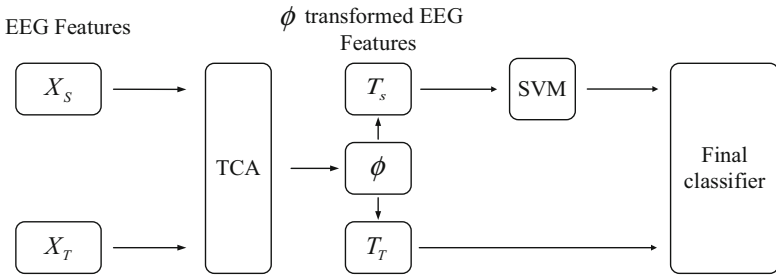 EEG Features
ϕ transformed EEG
Features
X_S
T_s
SVM
TCA
ϕ
Final
classifier
X_T
T_T